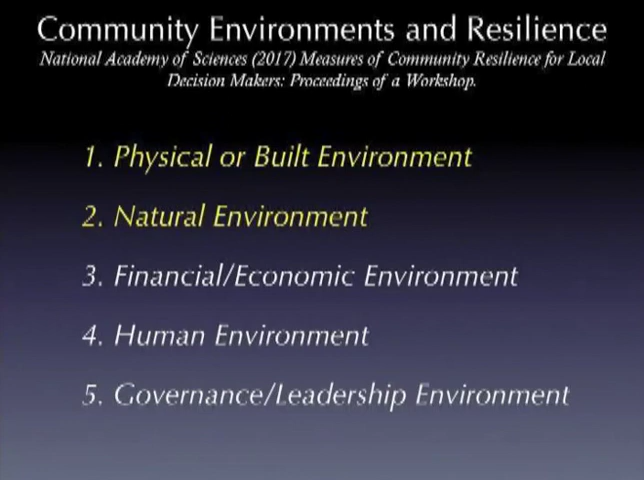 Community Environments and Resilience
National Academy of Sciences (2017) Measures of Community Resilience for Local
Decision Makers: Proceedings of a Workshop.
1. Physical or Built Environment
2. Natural Environment
3. Financial/Economic Environment
4. Human Environment
5. Governance/Leadership Environment